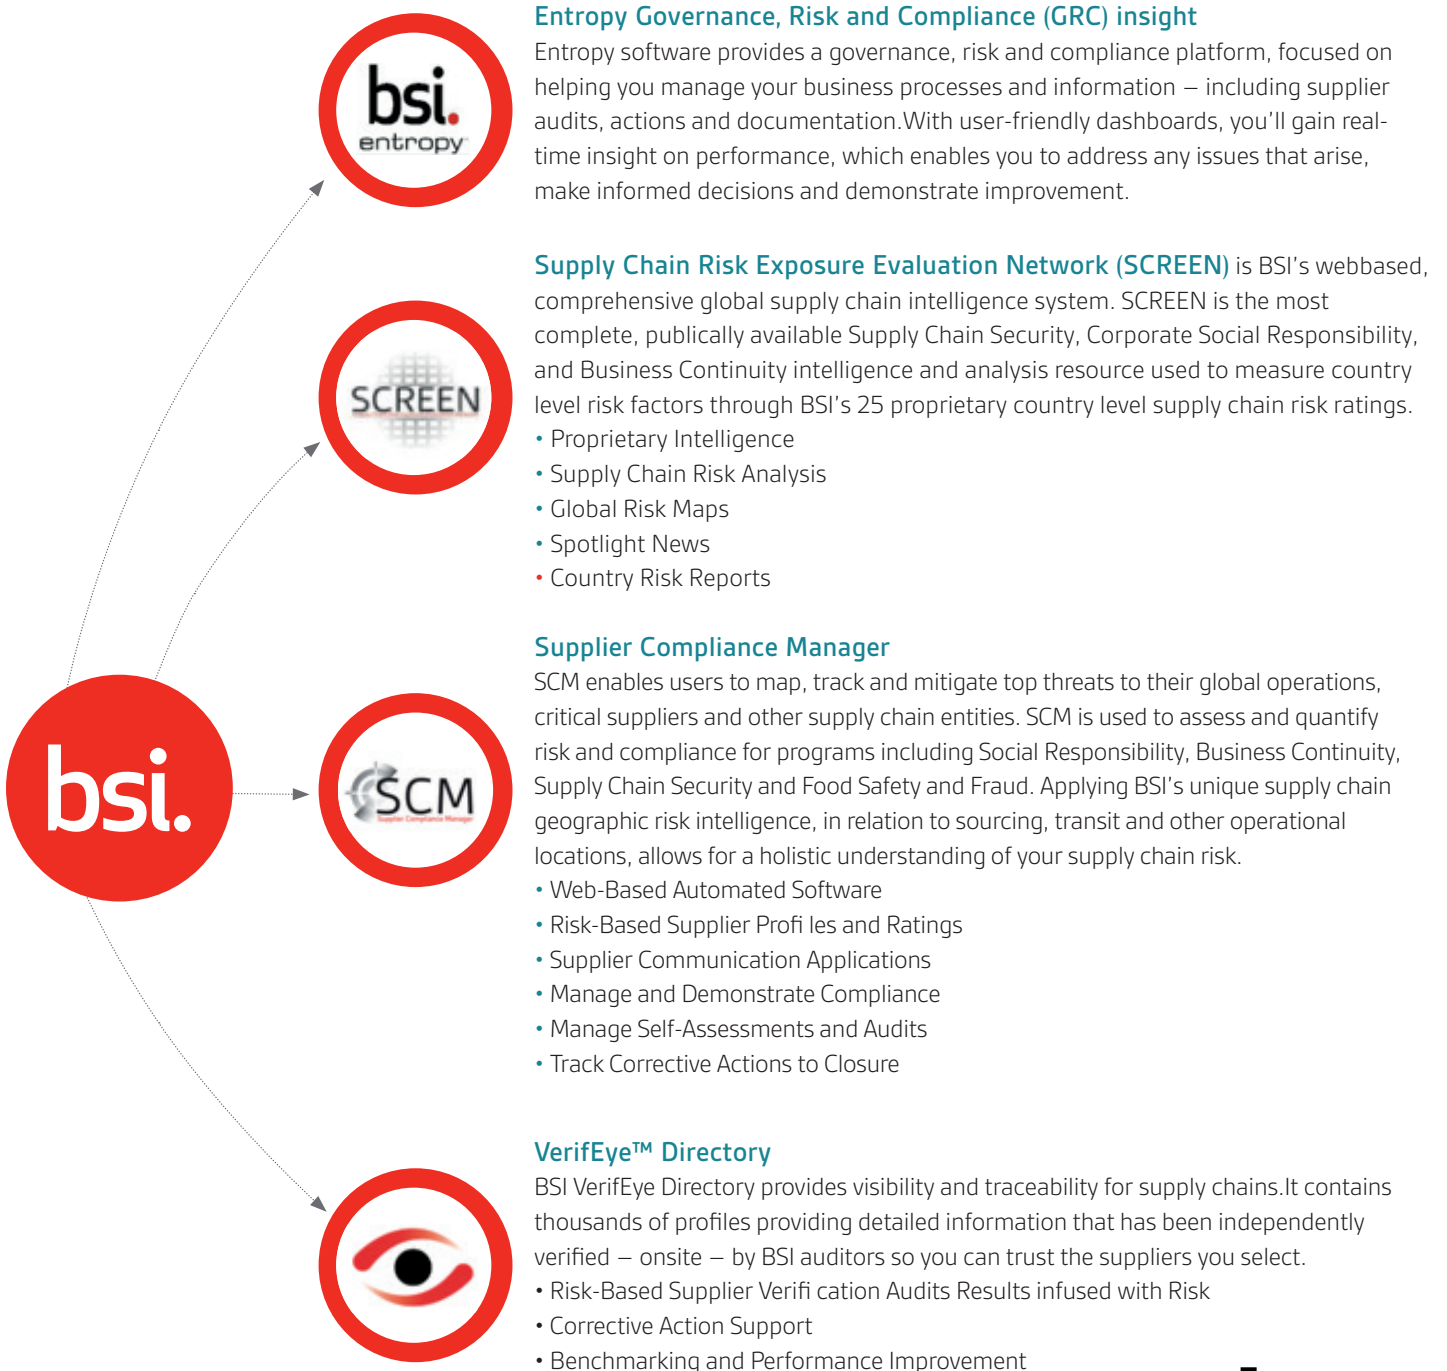 Entropy Governance, Risk and Compliance (GRC) insight
Entropy software provides a governance, risk and compliance platform, focused on
helping you manage your business processes and information – including supplier
audits, actions and documentation.With user-friendly dashboards, you'll gain real-
time insight on performance, which enables you to address any issues that arise,
make informed decisions and demonstrate improvement.
bsi.
entropy™
Supply Chain Risk Exposure Evaluation Network (SCREEN) is BSI's webbased,
comprehensive global supply chain intelligence system. SCREEN is the most
complete, publically available Supply Chain Security, Corporate Social Responsibility,
and Business Continuity intelligence and analysis resource used to measure country
level risk factors through BSI's 25 proprietary country level supply chain risk ratings.
• Proprietary Intelligence
• Supply Chain Risk Analysis
• Global Risk Maps
• Spotlight News
• Country Risk Reports
SCREEN
Supplier Compliance Manager
SCM enables users to map, track and mitigate top threats to their global operations,
critical suppliers and other supply chain entities. SCM is used to assess and quantify
risk and compliance for programs including Social Responsibility, Business Continuity,
Supply Chain Security and Food Safety and Fraud. Applying BSI's unique supply chain
geographic risk intelligence, in relation to sourcing, transit and other operational
locations, allows for a holistic understanding of your supply chain risk.
• Web-Based Automated Software
• Risk-Based Supplier Profi les and Ratings
• Supplier Communication Applications
• Manage and Demonstrate Compliance
• Manage Self-Assessments and Audits
• Track Corrective Actions to Closure
bsi.
SCM
Supplier Compliance Manager
VerifEye™ Directory
BSI VerifEye Directory provides visibility and traceability for supply chains.It contains
thousands of profiles providing detailed information that has been independently
verified – onsite – by BSI auditors so you can trust the suppliers you select.
• Risk-Based Supplier Verifi cation Audits Results infused with Risk
• Corrective Action Support
• Benchmarking and Performance Improvement